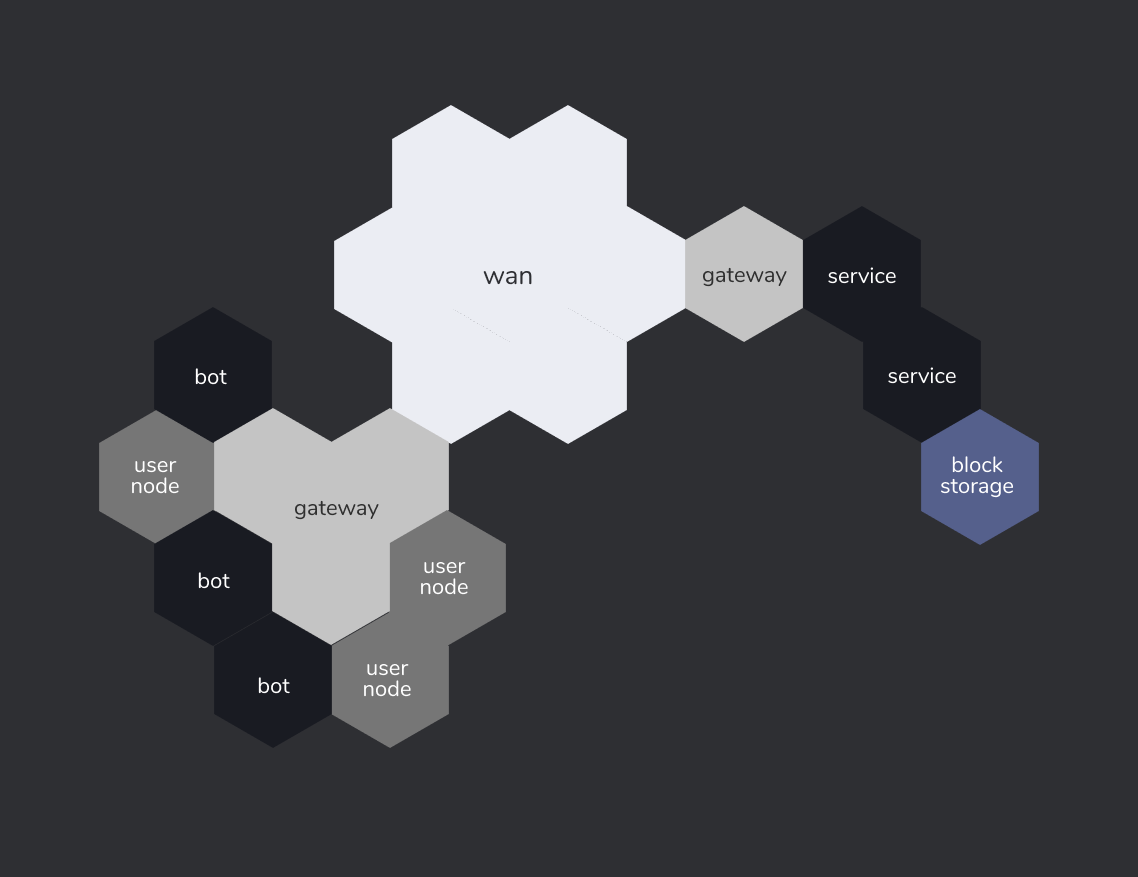 wan
gateway
service
service
block
storage
bot
user
node
gateway
bot
user
node
bot
user
node